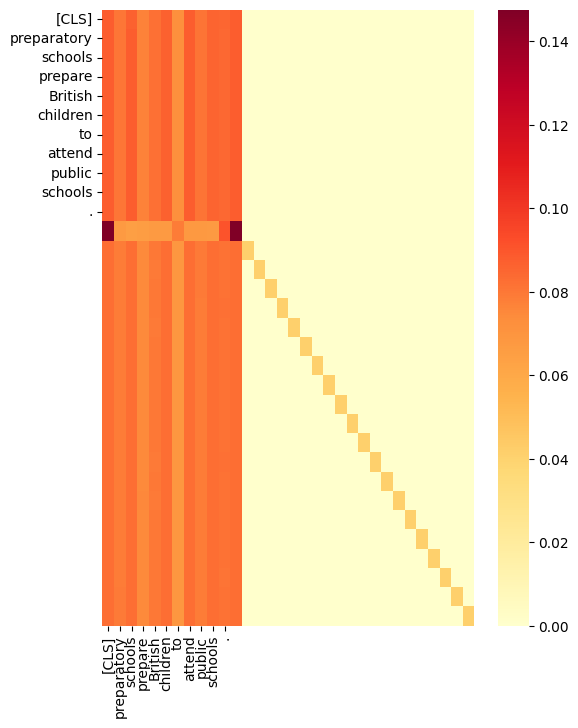 [CLS]
preparatory
schools
prepare
British
children
to
attend
public
schools
.
0.14
0.12
0.10
0.08
0.06
0.04
0.02
0.00
[CLS]
preparatory
schools
prepare
British
children
to
attend
public
schools
.